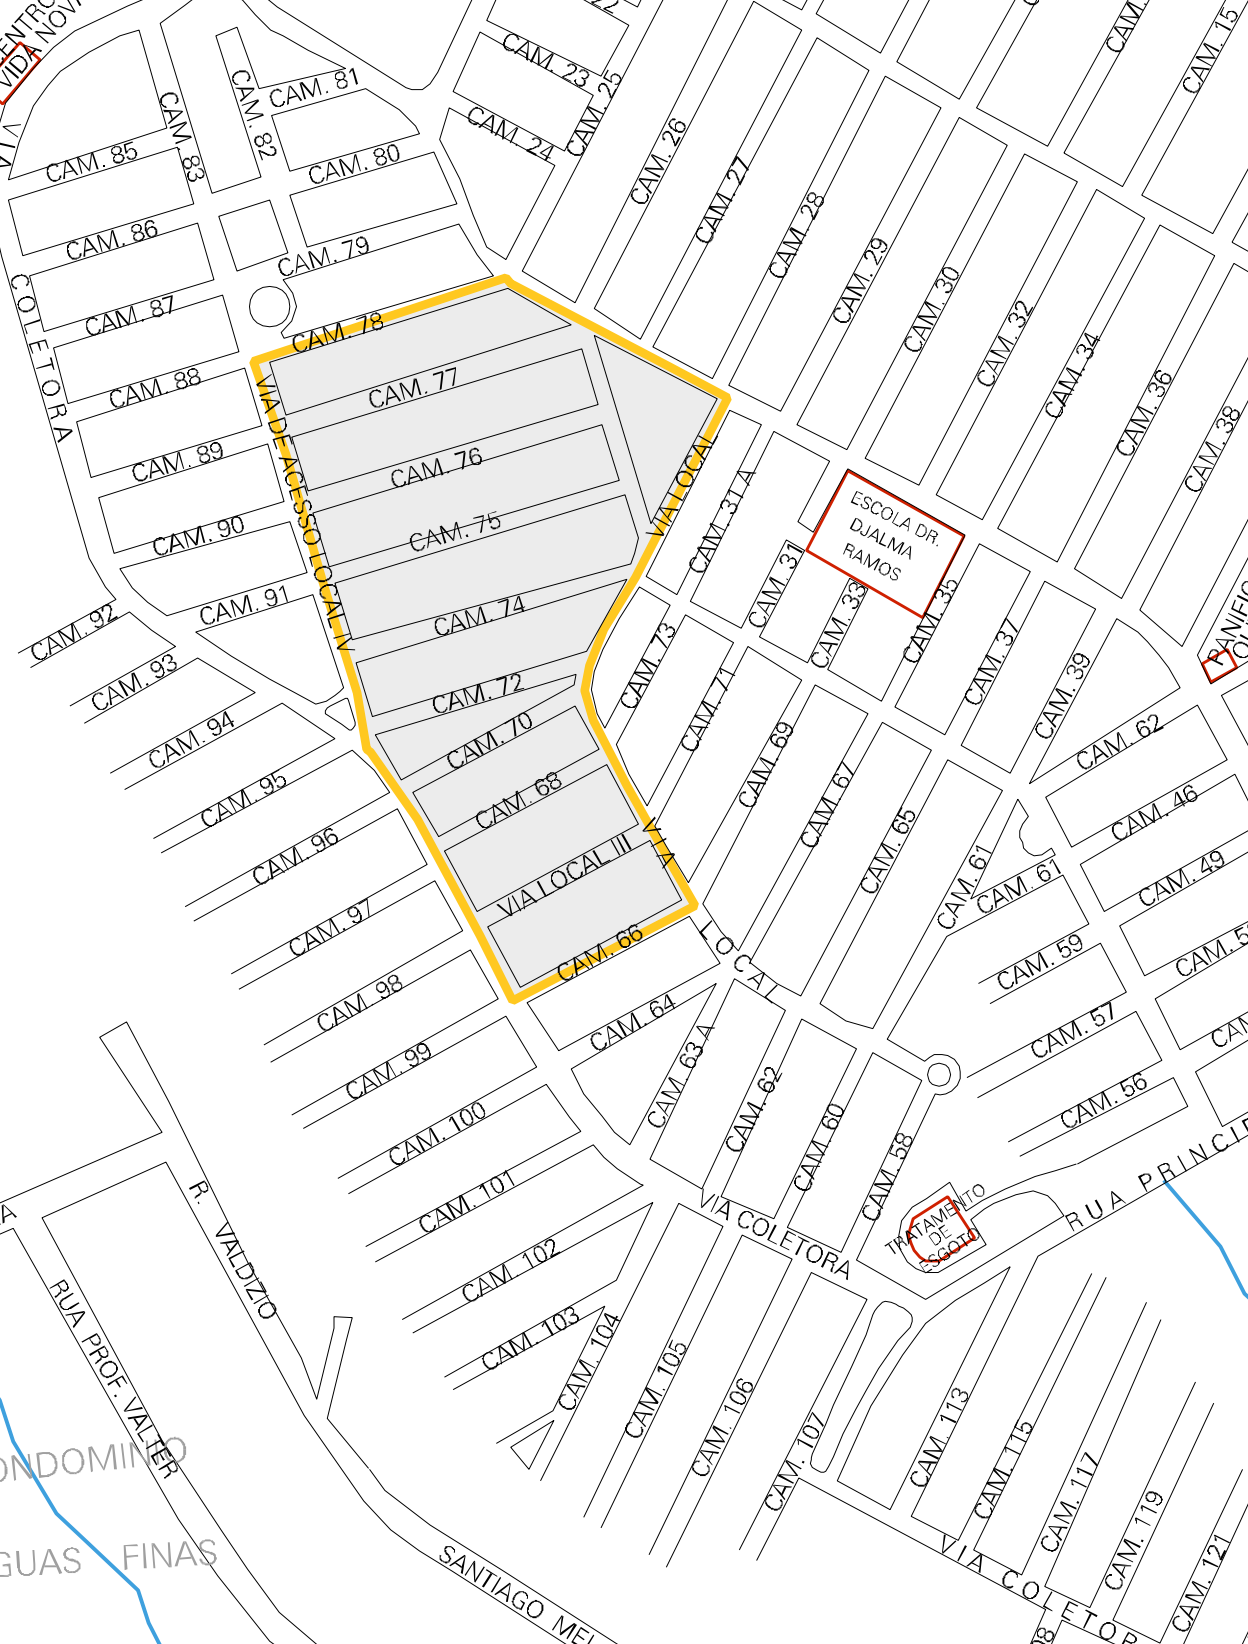 VIDA NOVA
VIA
22
CAM. 23
CAM. 24
CAM. 25
CAM. 26
CAM. 27
CAM. 28
CAM. 29
CAM. 30
CAM. 32
CAM. 34
CAM. 36
CAM. 38
CAM.
CAM. 15
CAM. 81
CAM. 82
CAM. 83
CAM. 85
CAM. 80
CAM. 86
CAM. 79
CAM. 87
CAM. 78
COLETORA
CAM. 88
CAM. 77
CAM. 89
CAM. 76
CAM. 90
CAM. 75
CAM. 91
CAM. 74
VIA DE ACESSO LOCAL IV
VIA LOCAL
CAM. 31 A
CAM. 31
ESCOLA DR.
DJALMA
RAMOS
CAM. 33
CAM. 35
CAM. 37
CAM. 39
CAM. 92
CAM. 93
CAM. 94
CAM. 95
CAM. 96
CAM. 97
CAM. 98
CAM. 99
CAM. 100
CAM. 101
CAM. 102
CAM. 103
CAM. 104
CAM. 105
CAM. 106
CAM. 107
CAM. 72
CAM. 70
CAM. 68
VIA LOCAL III
CAM. 66
CAM. 64
CAM. 63 A
VIA LOCAL
CAM. 73
CAM. 71
CAM. 69
CAM. 67
CAM. 65
CAM. 61
CAM. 61
CAM. 62
CAM. 46
CAM. 49
CAM. 59
CAM. 57
CAM. 56
CAM. 62
CAM. 60
CAM. 58
VIA COLETORA
TRATAMENTO
DE
ESGOTO
RUA PRINCI
CAM. 113
CAM. 115
CAM. 117
CAM. 119
CAM. 121
VIA COLETOR
R. VALDIZIO
RUA PROF. VALTER
SANTIAGO MEI
ONDOMINIO
GUAS FINAS